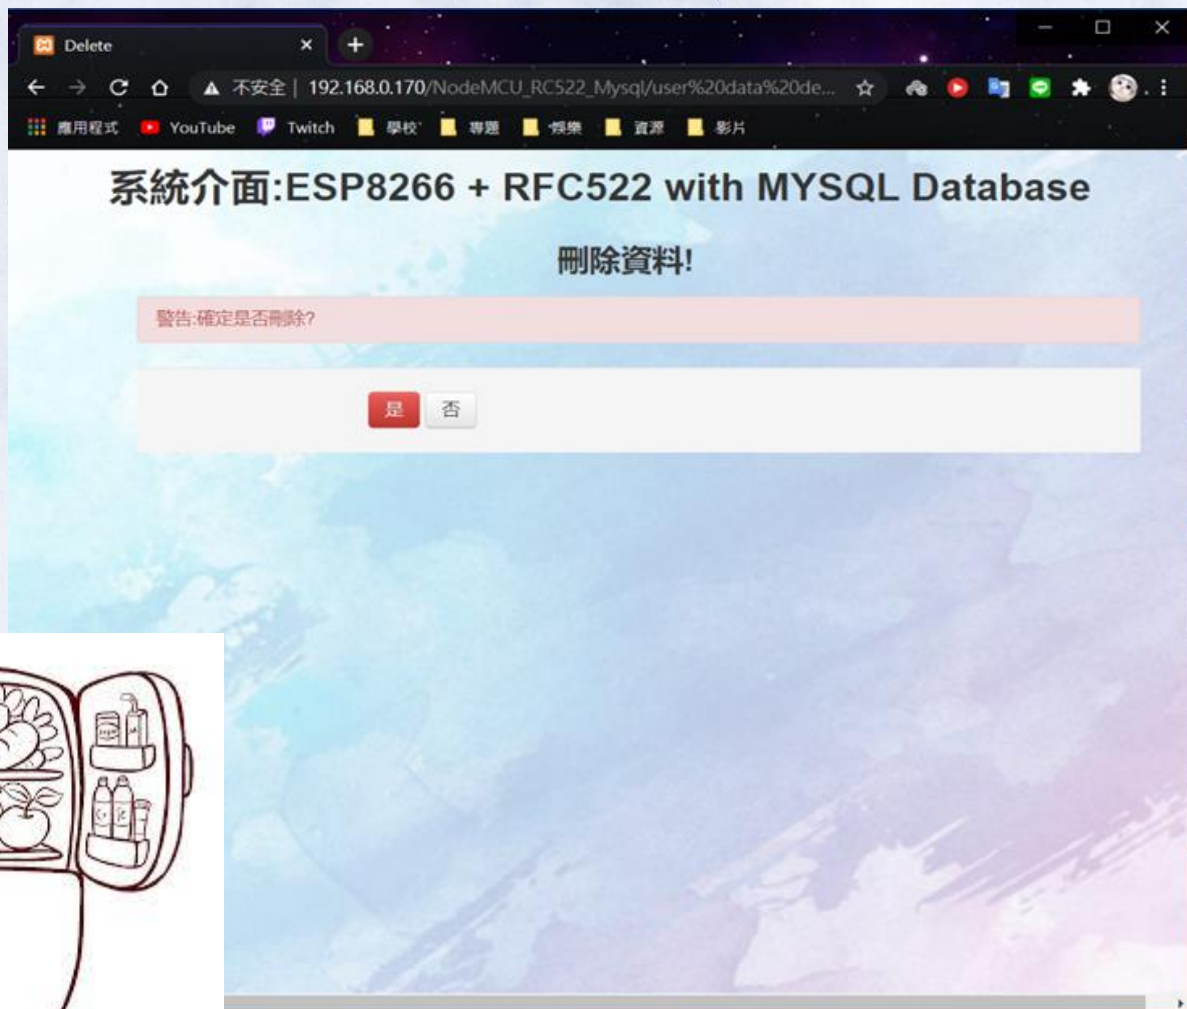 Delete
不安全 | 192.168.0.170/NodeMCU_RC522_Mysql/user%20data%20de...
應用程式 YouTube Twitch 學校 專題 娛樂 資源 影片
系統介面:ESP8266 + RFC522 with MYSQL Database
刪除資料!
警告:確定是否刪除?
是 否